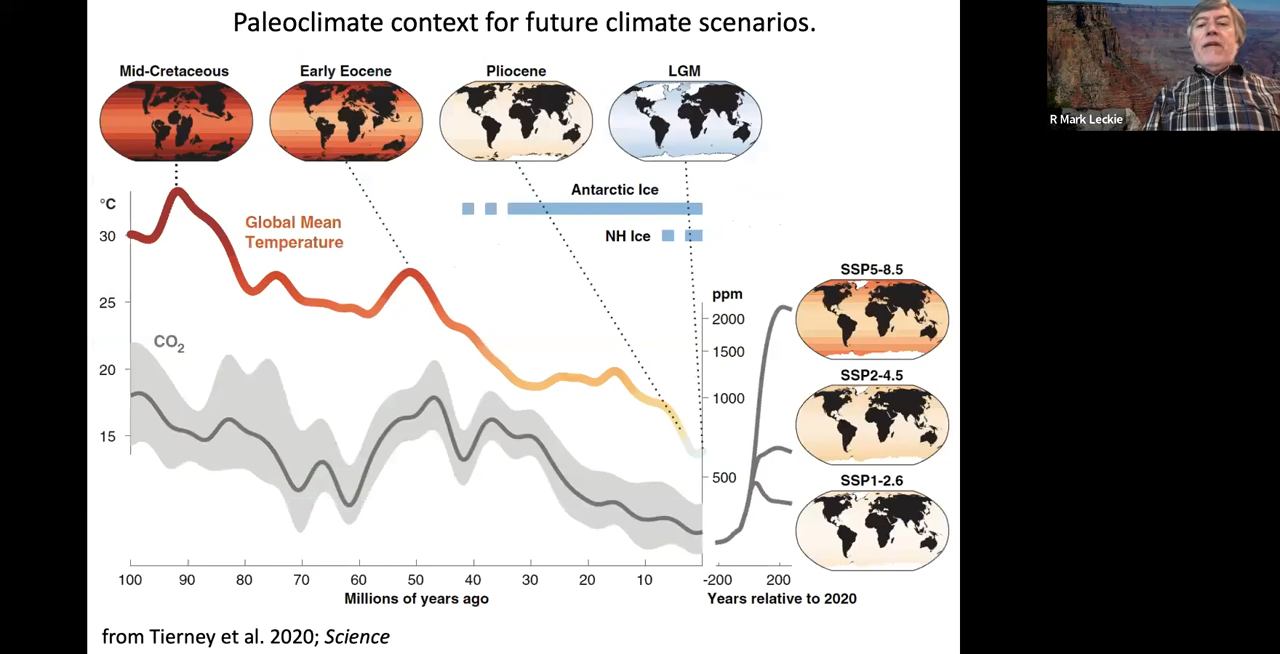 Paleoclimate context for future climate scenarios.
R Mark Leckie
Mid-Cretaceous
Early Eocene
Pliocene
LGM
Antarctic Ice
NH Ice
°C
30
25
20
15
Global Mean
Temperature
CO2
ppm
2000
1500
1000
500
SSP5-8.5
SSP2-4.5
SSP1-2.6
100 90 80 70 60 50 40 30 20 10
-200 200
Millions of years ago
Years relative to 2020
from Tierney et al. 2020; Science